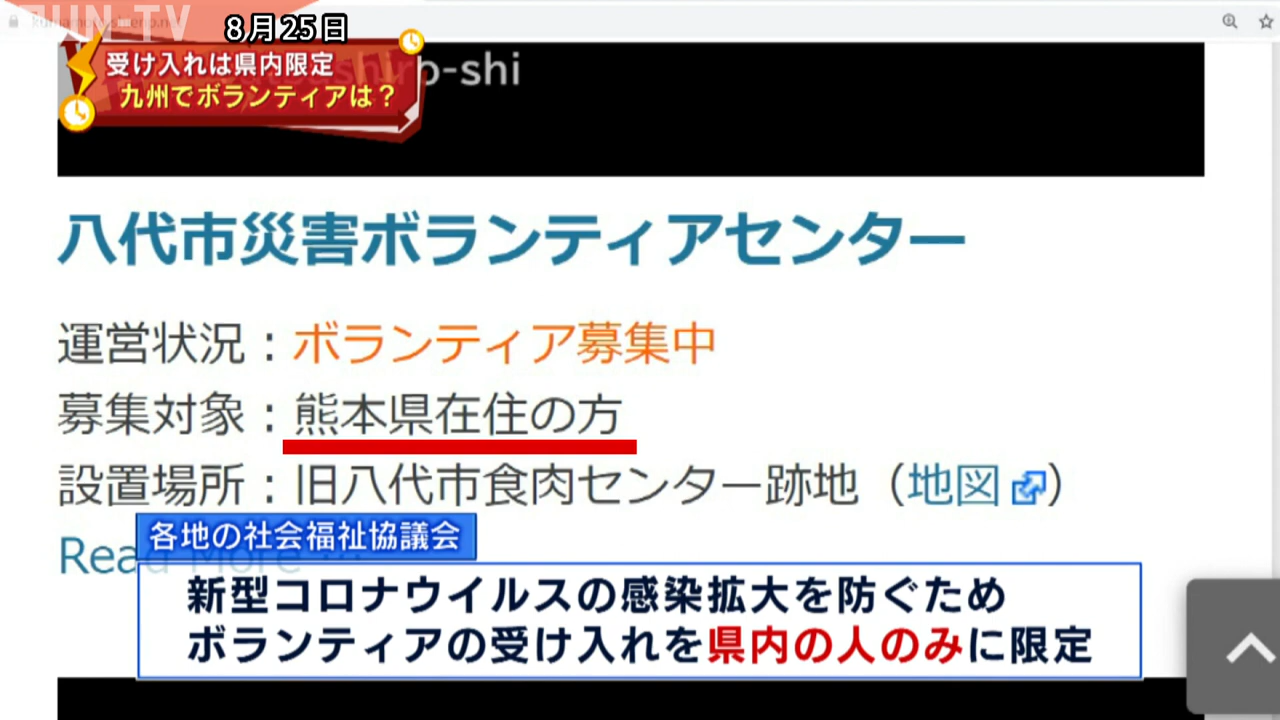 TUN-TV
8月25日
受け入れは県内限定
九州でボランティアは？
o-shi
八代市災害ボランティアセンター
運営状況：ボランティア募集中
募集対象：熊本県在住の方
設置場所：旧八代市食肉センター跡地（地図）
Read More …
各地の社会福祉協議会
新型コロナウイルスの感染拡大を防ぐため
ボランティアの受け入れを県内の人のみに限定